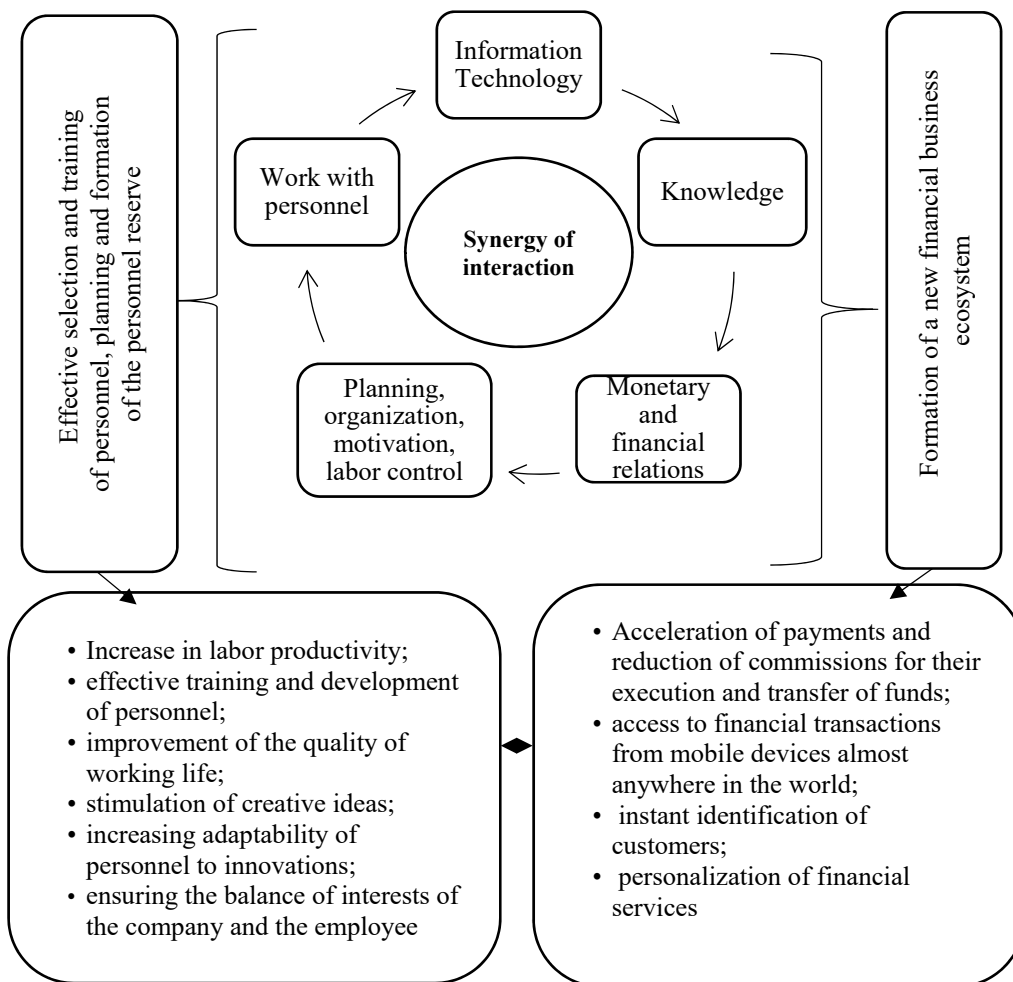 Effective selection and training
of personnel, planning and formation
of the personnel reserve
Information
Technology
Work with
personnel
Knowledge
Synergy of
interaction
Planning,
organization,
motivation,
labor control
Monetary
and
financial
relations
Formation of a new financial business
ecosystem
• Increase in labor productivity;
• effective training and development
of personnel;
• improvement of the quality of
working life;
• stimulation of creative ideas;
• increasing adaptability of
personnel to innovations;
• ensuring the balance of interests of
the company and the employee
• Acceleration of payments and
reduction of commissions for their
execution and transfer of funds;
• access to financial transactions
from mobile devices almost
anywhere in the world;
• instant identification of
customers;
• personalization of financial
services